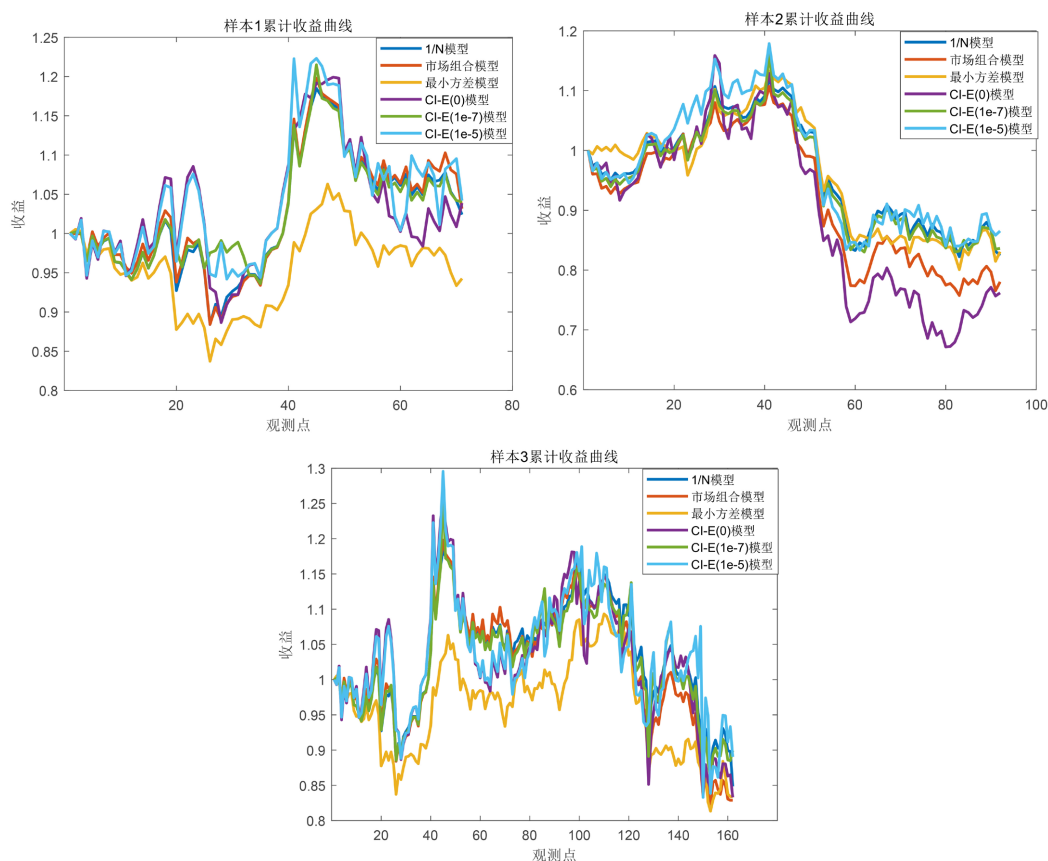 样本1累计收益曲线
1.25
1.2
1.15
1.1
1.05
1
0.95
0.9
0.85
0.8
收益
20
40
60
80
观测点
1/N模型
市场组合模型
最小方差模型
CI-E(0)模型
CI-E(1e-7)模型
CI-E(1e-5)模型
样本2累计收益曲线
1.2
1.1
1
0.9
0.8
0.7
0.6
收益
0
20
40
60
80
100
观测点
1/N模型
市场组合模型
最小方差模型
CI-E(0)模型
CI-E(1e-7)模型
CI-E(1e-5)模型
样本3累计收益曲线
1.3
1.25
1.2
1.15
1.1
1.05
1
0.95
0.9
0.85
0.8
收益
20
40
60
80
100
120
140
160
观测点
1/N模型
市场组合模型
最小方差模型
CI-E(0)模型
CI-E(1e-7)模型
CI-E(1e-5)模型